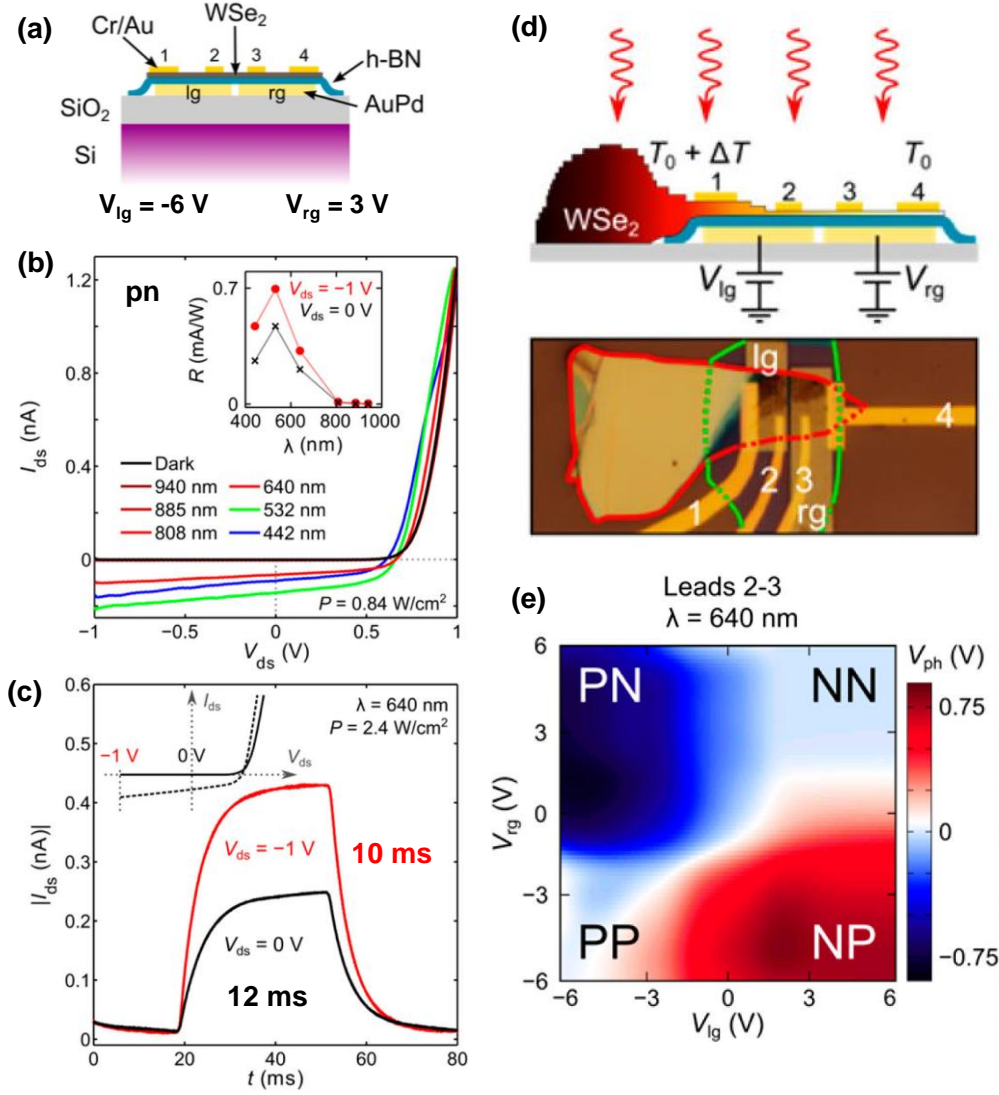 (a)
WSe2
Cr/Au
1 2 3 4
h-BN
lg rg
AuPd
SiO2
Si
Vlg = -6 V Vrg = 3 V
(b)
pn
1.2
0.8
0.4
0
Ids (nA)
−1 −0.5 0 0.5 1
Vds (V)
0.7
0
R (mA/W)
Vds = −1 V
Vds = 0 V
400 600 800 1000
λ (nm)
Dark
940 nm 640 nm
885 nm 532 nm
808 nm 442 nm
P = 0.84 W/cm2
(c)
0.6
0.5
0.4
0.3
0.2
0.1
0
|Ids (nA)|
0 20 40 60 80
t (ms)
λ = 640 nm
P = 2.4 W/cm2
Ids
−1 V 0 V Vds
Vds = −1 V
10 ms
Vds = 0 V
12 ms
(d)
T0 + ΔT T0
1 2 3 4
WSe2
Vlg Vrg
lg
4
2 3
1 rg
(e)
Leads 2-3
λ = 640 nm
6
3
0
−3
−6
Vrg (V)
PN NN
PP NP
−6 −3 0 3 6
Vlg (V)
Vph (V)
0.75
0
−0.75